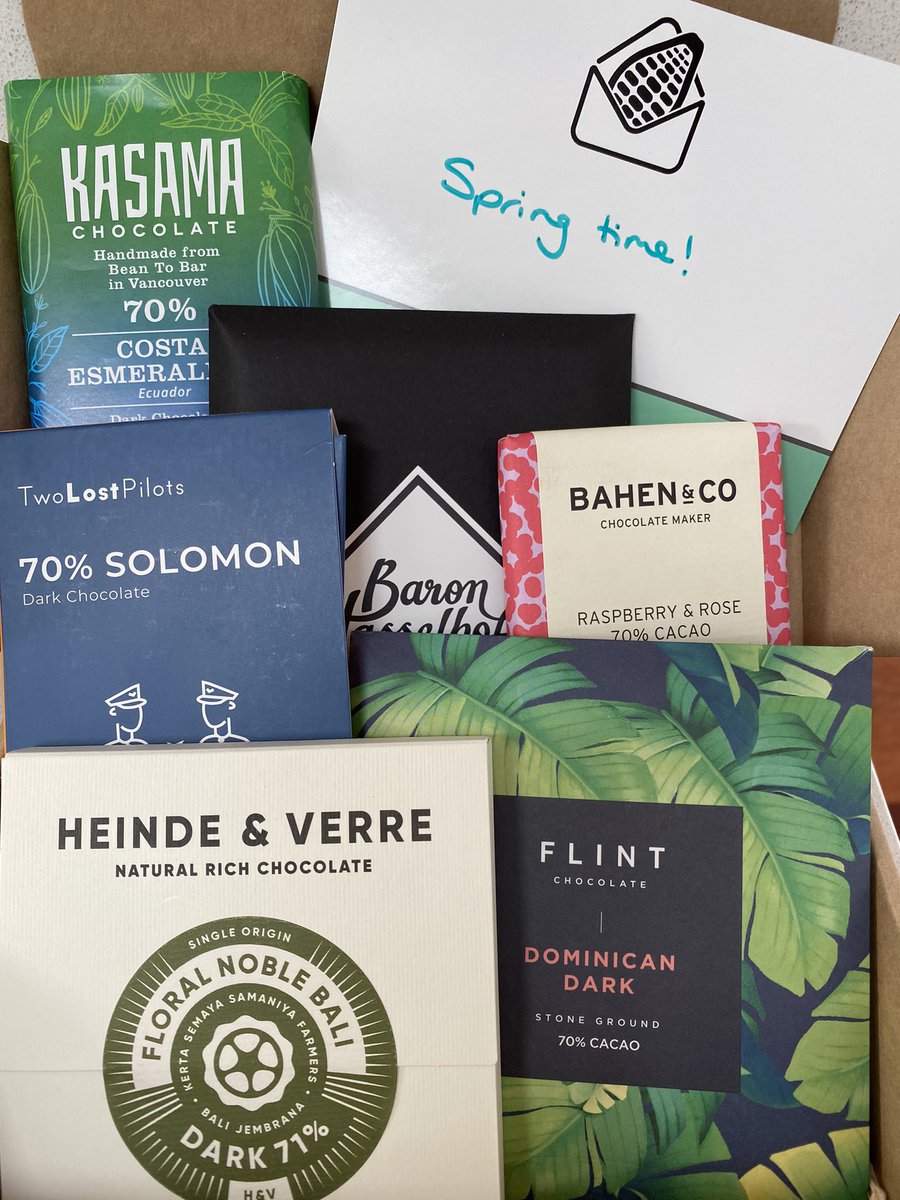 KASAMA
CHOCOLATE
Handmade from
Bean To Bar
in Vancouver
70%
COSTA
Ecuador
Spring time!
TwoLostPilots
70% SOLOMON
Dark Chocolate
Baron
BAHEN & CO
CHOCOLATE MAKER
RASPBERRY & ROSE
70% CACAO
HEINDE & VERRE
NATURAL RICH CHOCOLATE
SINGLE ORIGIN
FLORAL NOBLE BALI
KERTA SEMAYA SAMANIYA FARMERS
• BALI JEMBRANA •
DARK 71%
H&V
FLINT
CHOCOLATE
DOMINICAN
DARK
STONE GROUND
70% CACAO